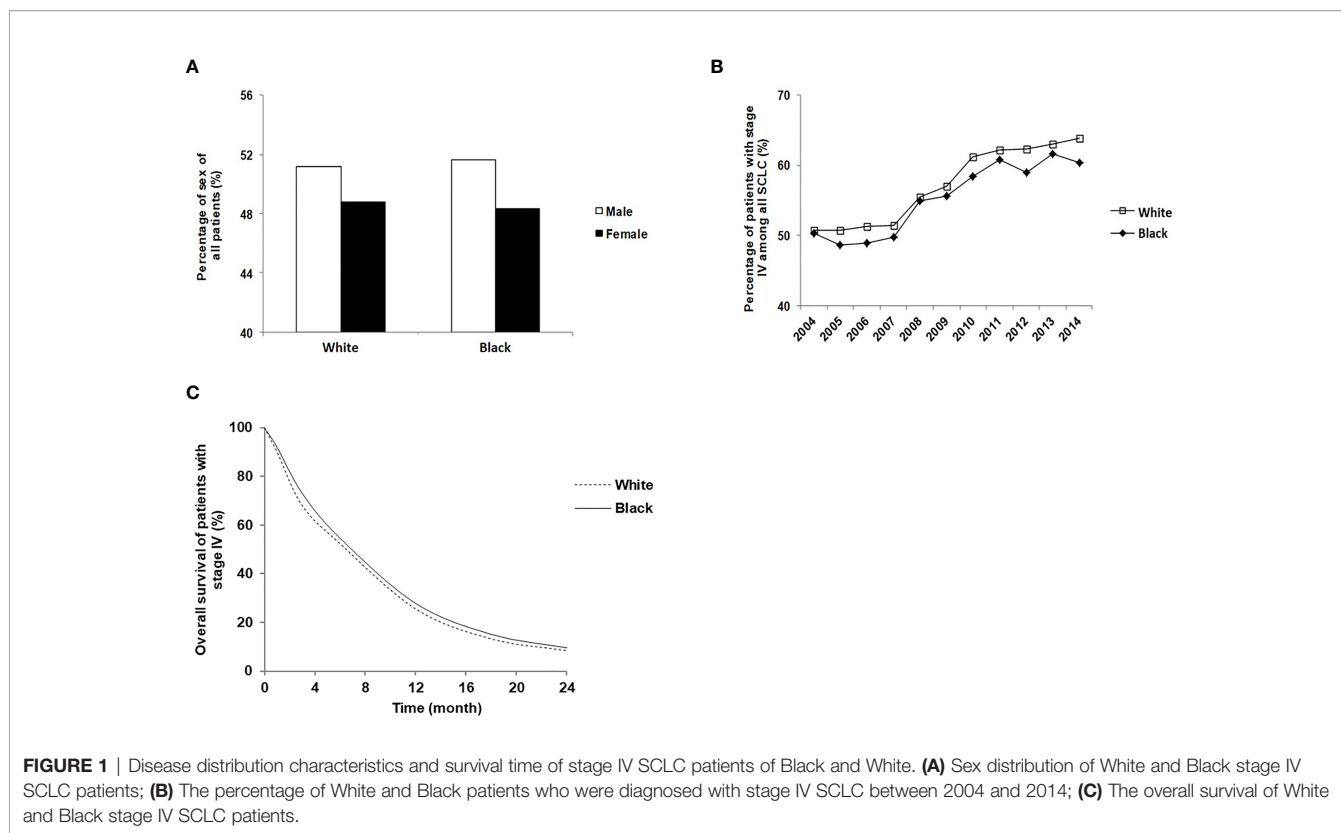 A
Percentage of sex of
all patients (%)
56
52
48
44
40
White
Black
Male
Female
B
Percentage of patients with stage
IV among all SCLC (%)
70
60
50
40
2004
2005
2006
2007
2008
2009
2010
2011
2012
2013
2014
White
Black
C
Overall survival of patients with
stage IV (%)
100
80
60
40
20
0
0
4
8
12
16
20
24
Time (month)
White
Black
FIGURE 1 | Disease distribution characteristics and survival time of stage IV SCLC patients of Black and White. (A) Sex distribution of White and Black stage IV
SCLC patients; (B) The percentage of White and Black patients who were diagnosed with stage IV SCLC between 2004 and 2014; (C) The overall survival of White
and Black stage IV SCLC patients.